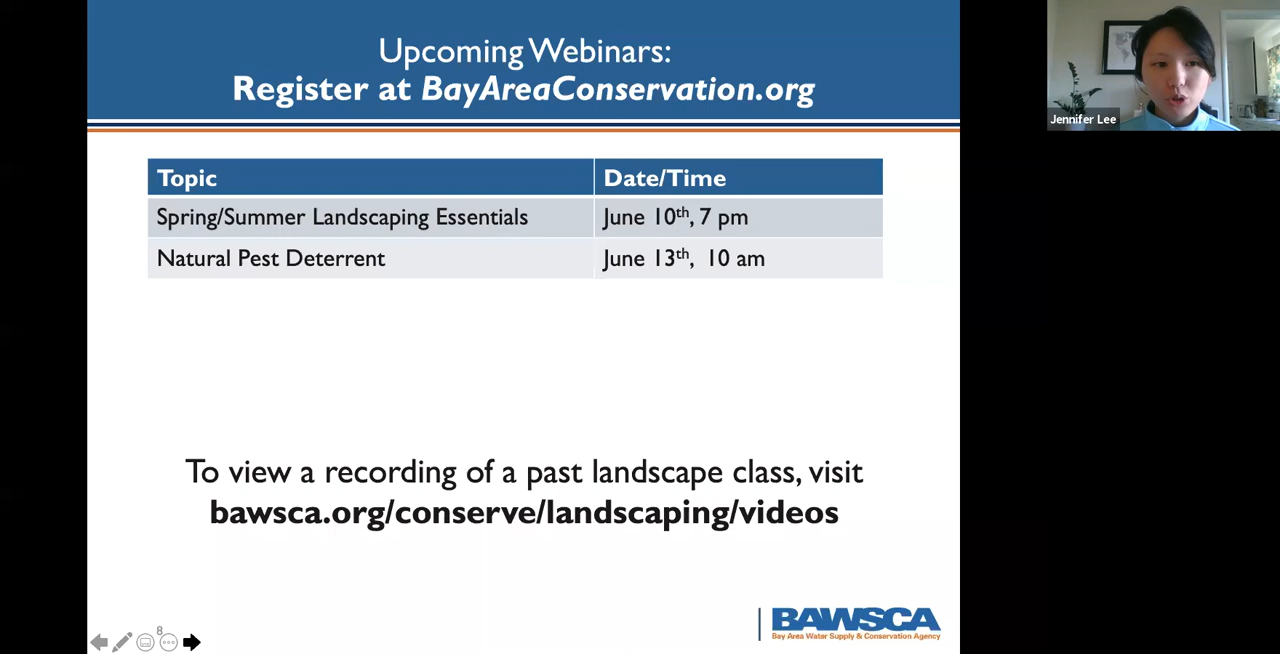 Upcoming Webinars:
Register at BayAreaConservation.org
Topic Date/Time
Spring/Summer Landscaping Essentials June 10th, 7 pm
Natural Pest Deterrent June 13th, 10 am
To view a recording of a past landscape class, visit
bawsca.org/conserve/landscaping/videos
BAWSCA
Bay Area Water Supply & Conservation Agency
8
Jennifer Lee